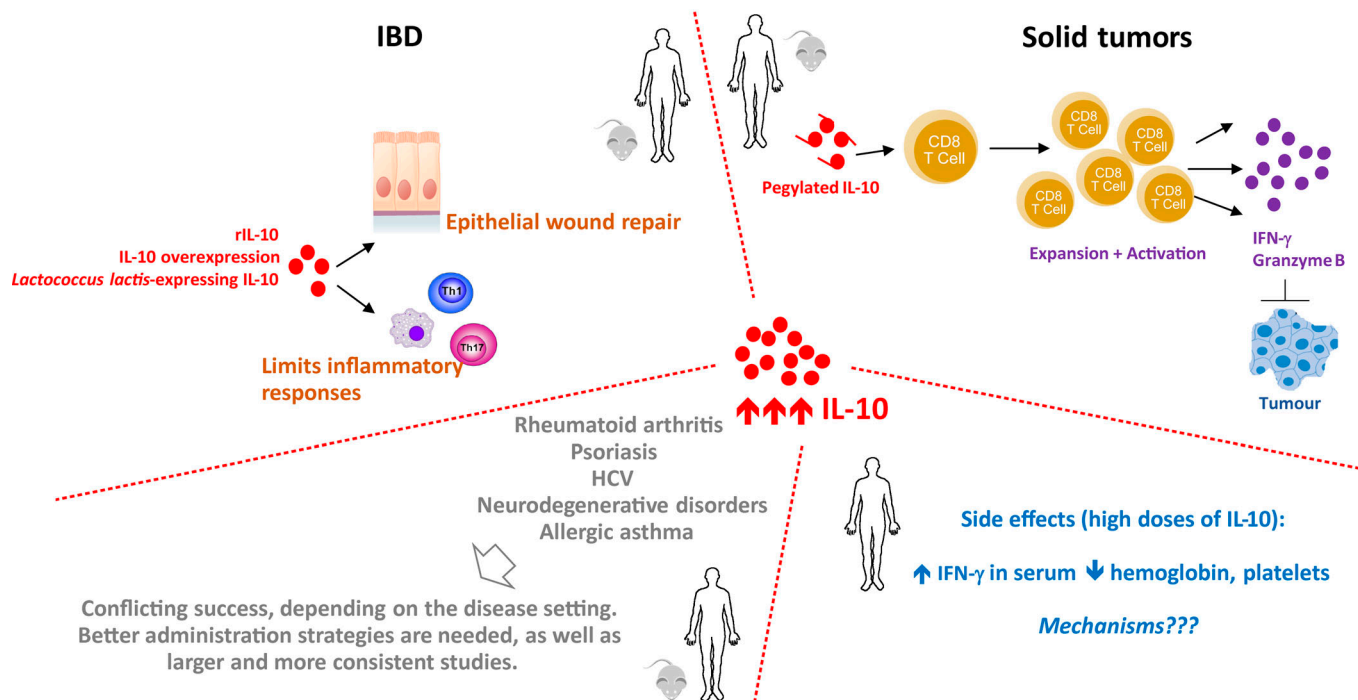 IBD
rIL-10
IL-10 overexpression
Lactococcus lactis-expressing IL-10
Epithelial wound repair
Th1
Th17
Limits inflammatory
responses
Solid tumors
Pegylated IL-10
CD8
T Cell
CD8
T Cell
CD8
T Cell
CD8
T Cell
CD8
T Cell
CD8
T Cell
Expansion + Activation
IFN-γ
Granzyme B
Tumour
IL-10
Rheumatoid arthritis
Psoriasis
HCV
Neurodegenerative disorders
Allergic asthma
Conflicting success, depending on the disease setting.
Better administration strategies are needed, as well as
larger and more consistent studies.
Side effects (high doses of IL-10):
IFN-γ in serum hemoglobin, platelets
Mechanisms???